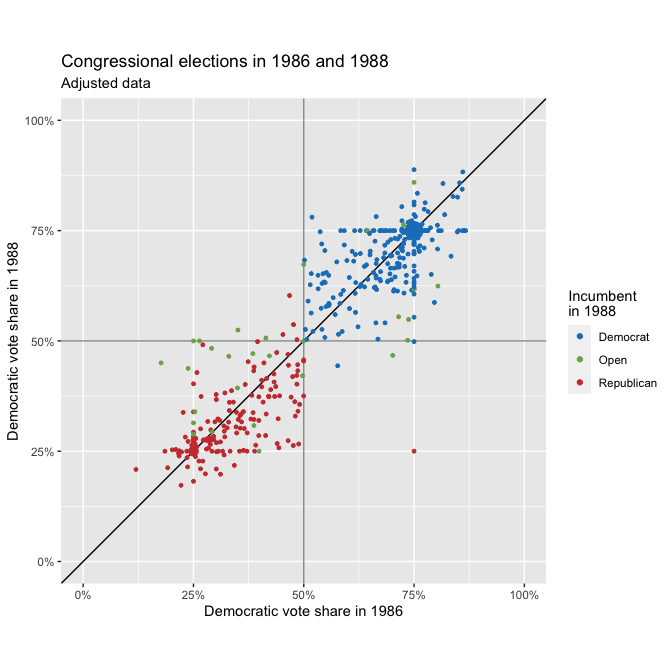 Congressional elections in 1986 and 1988
Adjusted data
Democratic vote share in 1988
100%
75%
50%
25%
0%
0%
25%
50%
75%
100%
Democratic vote share in 1986
Incumbent
in 1988
Democrat
Open
Republican